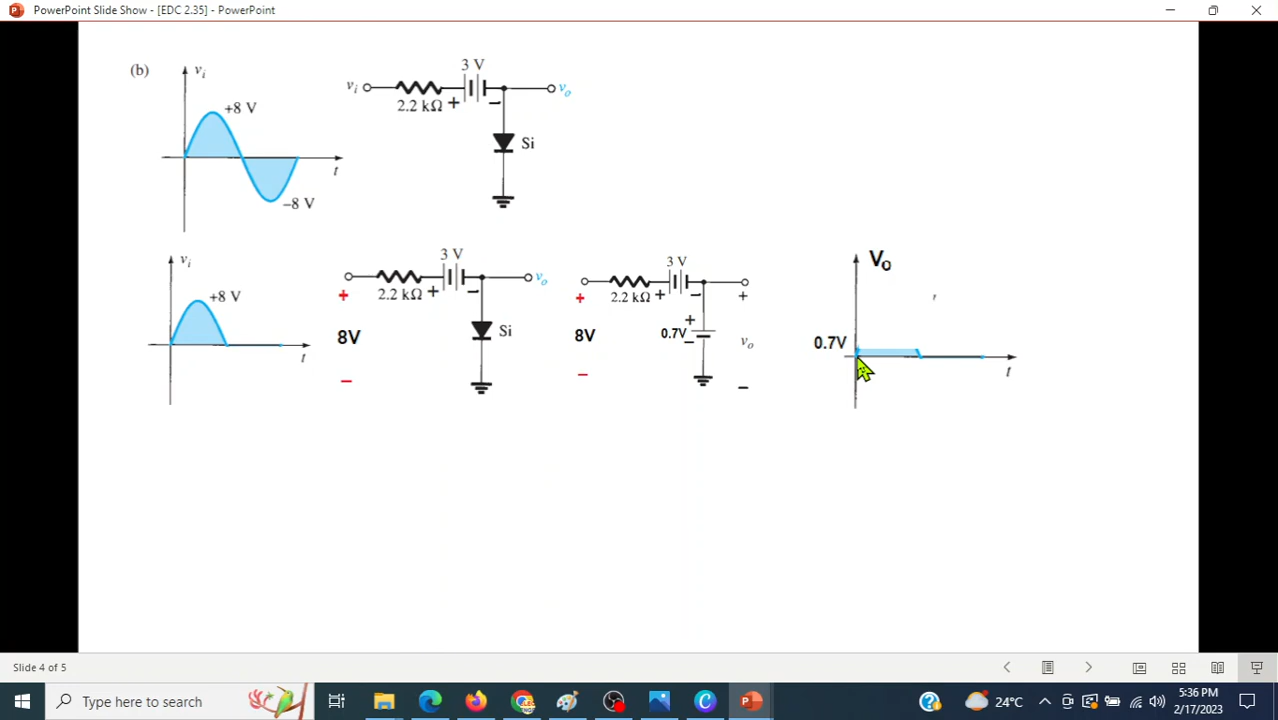 PowerPoint Slide Show - [EDC 2.35] - PowerPoint
(b)
vi
+8 V
-8 V
t
vi
3 V
2.2 kΩ
+
−
vo
Si
vi
+8 V
t
3 V
2.2 kΩ
+
−
vo
+
8V
−
Si
3 V
2.2 kΩ
+
−
+
8V
−
+
0.7V
−
+
vo
−
Vo
0.7V
t
Slide 4 of 5
Type here to search
24°C
5:36 PM
2/17/2023